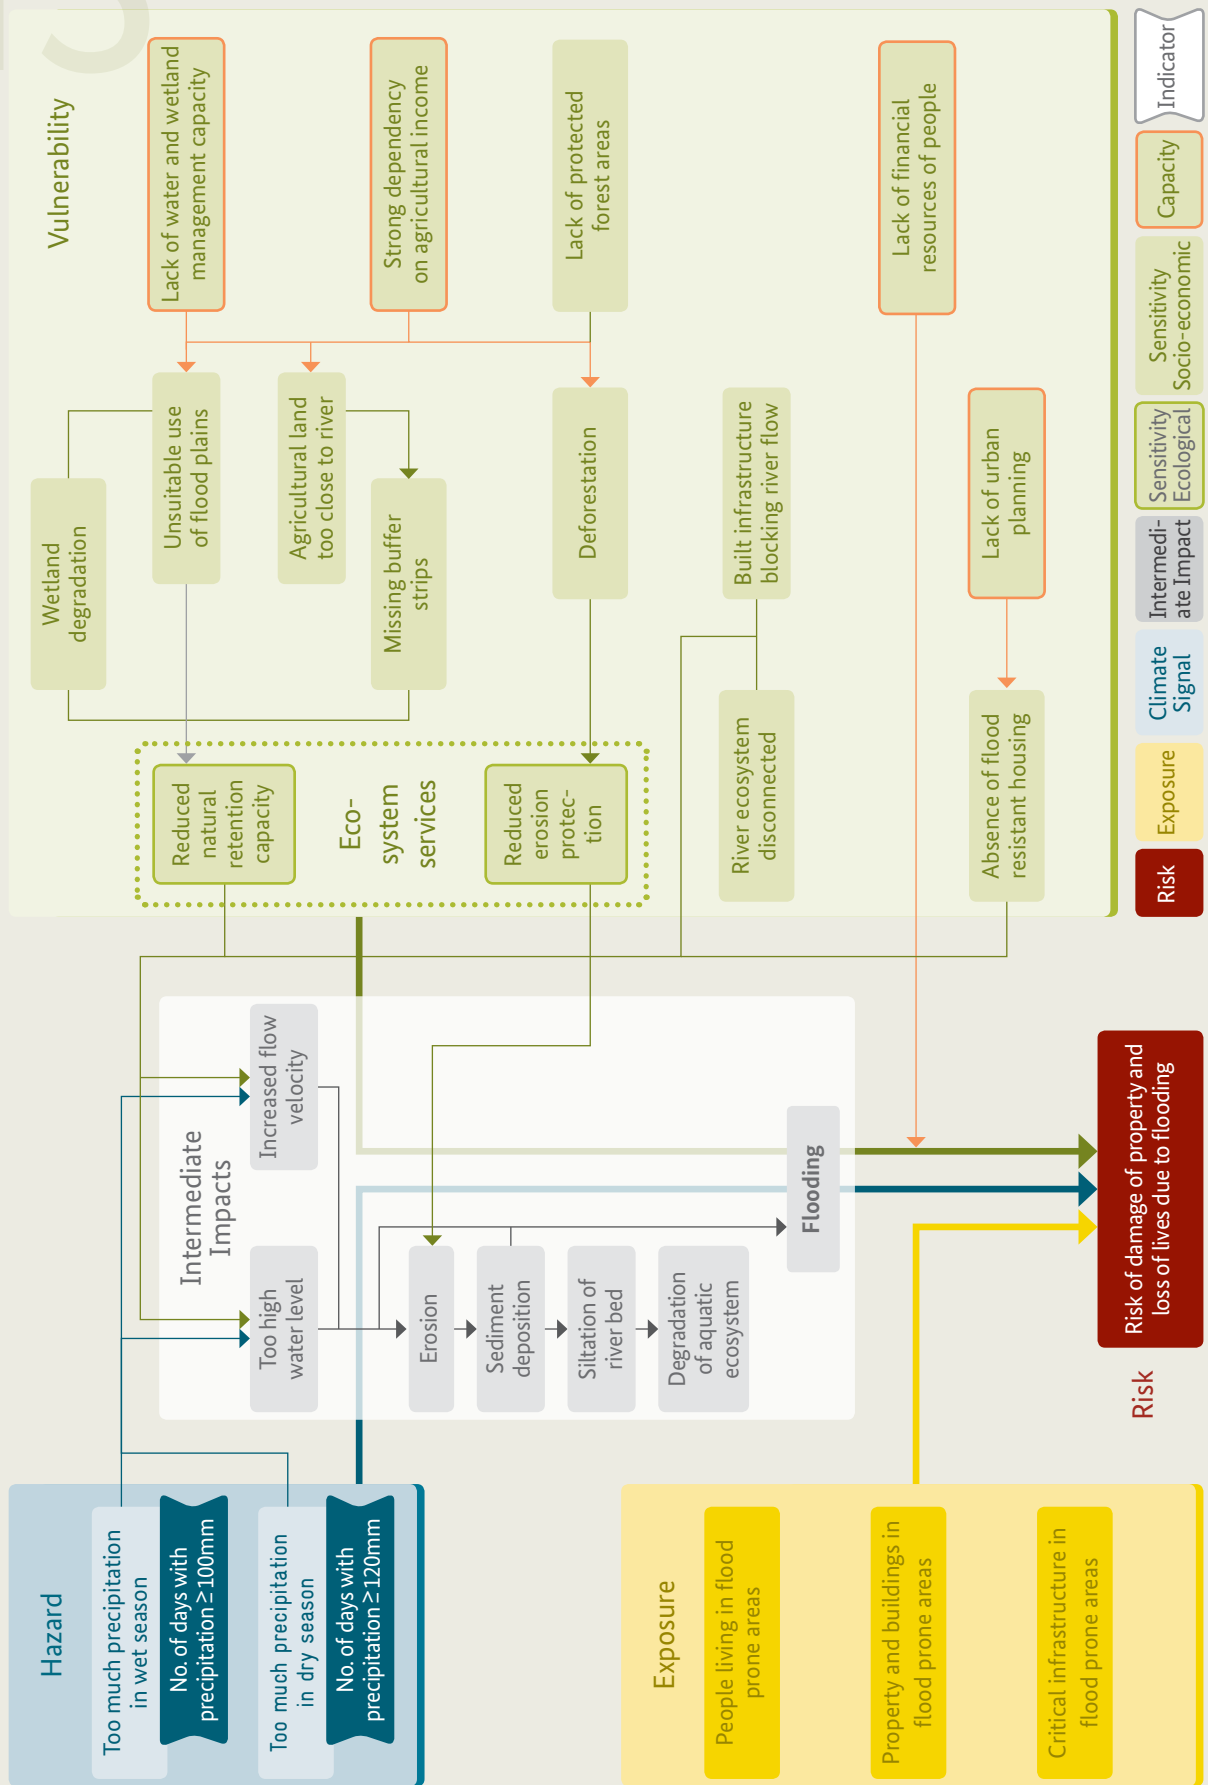 Hazard
Too much precipitation
in wet season
No. of days with
precipitation ≥100mm
Too much precipitation
in dry season
No. of days with
precipitation ≥120mm
Intermediate
Impacts
Too high
water level
Increased flow
velocity
Erosion
Sediment
deposition
Siltation of
river bed
Degradation
of aquatic
ecosystem
Flooding
Vulnerability
Wetland
degradation
Lack of water and wetland
management capacity
Unsuitable use
of flood plains
Reduced
natural
retention
capacity
Agricultural land
too close to river
Strong dependency
on agricultural income
Missing buffer
strips
Eco-
system
services
Reduced
erosion
protec-
tion
Deforestation
Lack of protected
forest areas
River ecosystem
disconnected
Built infrastructure
blocking river flow
Lack of financial
resources of people
Absence of flood
resistant housing
Lack of urban
planning
Exposure
People living in flood
prone areas
Property and buildings in
flood prone areas
Critical infrastructure in
flood prone areas
Risk
Risk of damage of property and
loss of lives due to flooding
Risk
Exposure
Climate
Signal
Intermedi-
ate Impact
Sensitivity
Ecological
Sensitivity
Socio-economic
Capacity
Indicator